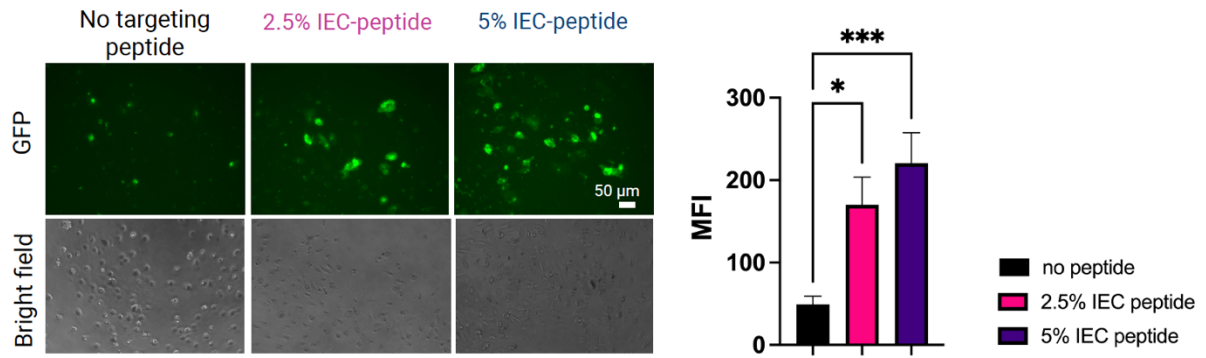 No targeting
peptide
2.5% IEC-peptide
5% IEC-peptide
GFP
50 µm
Bright field
***
*
300
200
100
0
MFI
no peptide
2.5% IEC peptide
5% IEC peptide